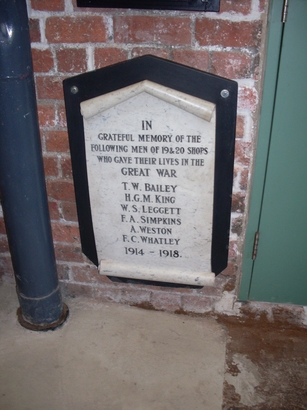 IN
GRATEFUL MEMORY OF THE
FOLLOWING MEN OF 19 & 20 SHOPS
WHO GAVE THEIR LIVES IN THE
GREAT WAR
T.W. BAILEY
H.G.M. KING
W.S. LEGGETT
F.A. SIMPKINS
A. WESTON
F.C. WHATLEY
1914 - 1918.